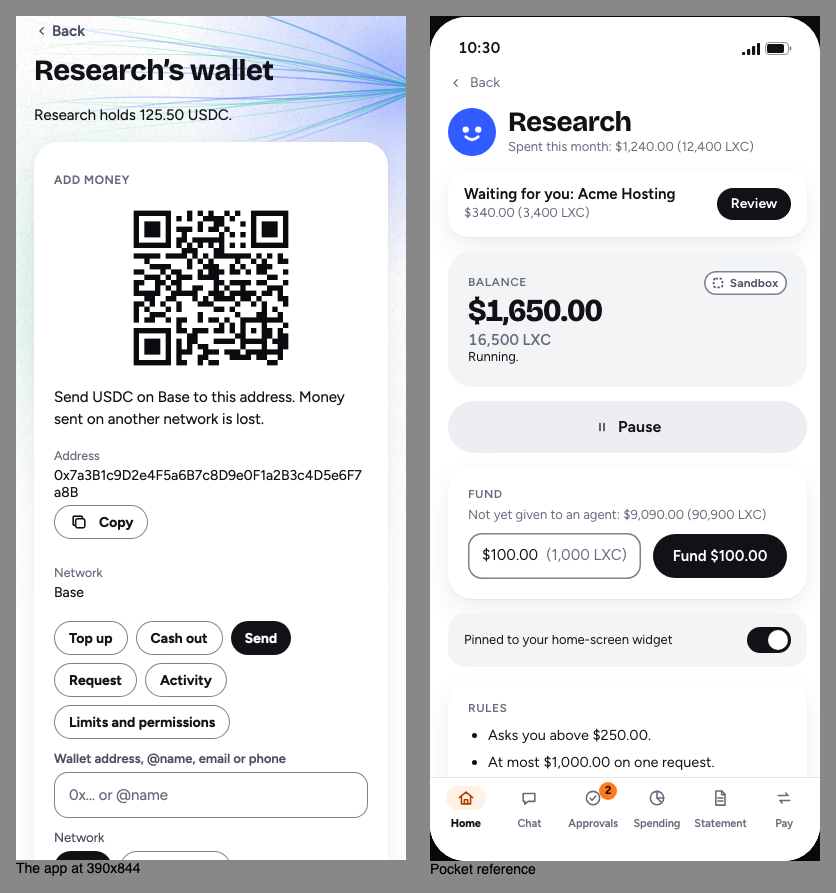 Back
Research's wallet
Research holds 125.50 USDC.
ADD MONEY
Send USDC on Base to this address. Money
sent on another network is lost.
Address
0x7a3B1c9D2e4F5a6B7c8D9e0F1a2B3c4D5e6F7
a8B
Copy
Network
Base
Top up
Cash out
Send
Request
Activity
Limits and permissions
Wallet address, @name, email or phone
0x... or @name
Network
The app at 390x844
10:30
Back
Research
Spent this month: $1,240.00 (12,400 LXC)
Waiting for you: Acme Hosting
$340.00 (3,400 LXC)
Review
BALANCE
Sandbox
$1,650.00
16,500 LXC
Running.
Pause
FUND
Not yet given to an agent: $9,090.00 (90,900 LXC)
$100.00 (1,000 LXC)
Fund $100.00
Pinned to your home-screen widget
RULES
• Asks you above $250.00.
• At most $1,000.00 on one request.
2
Home
Chat
Approvals
Spending
Statement
Pay
Pocket reference